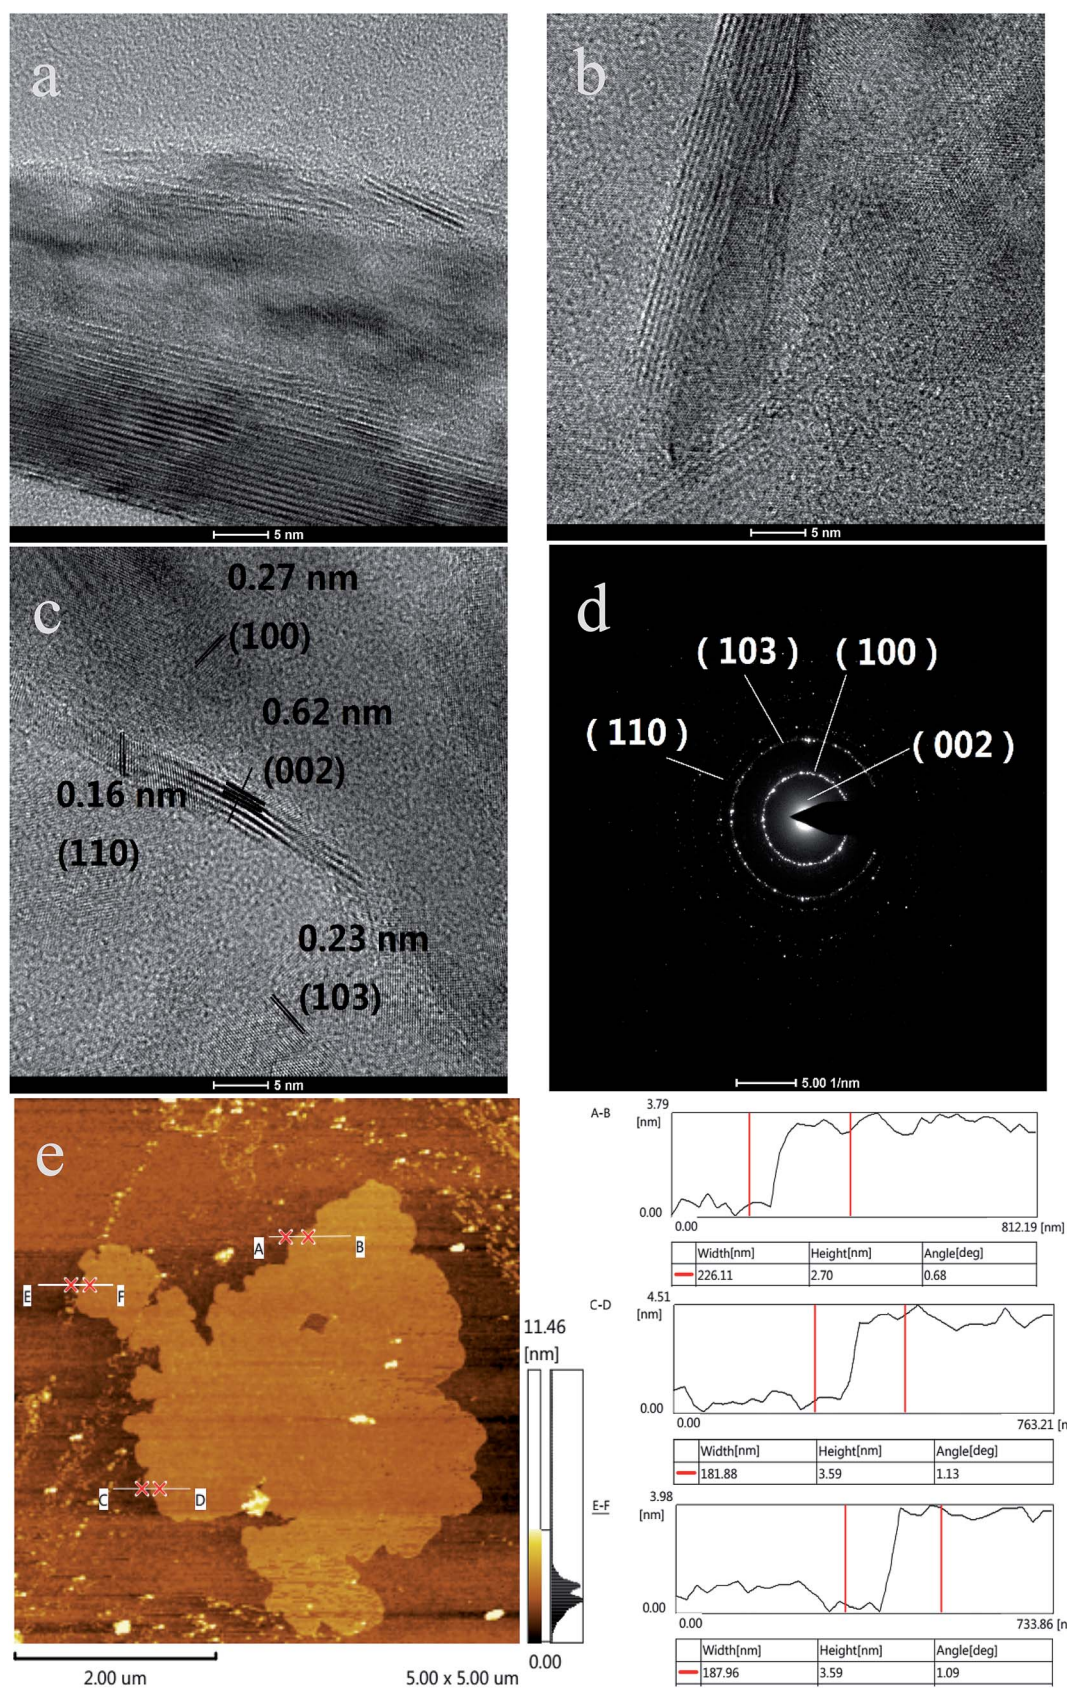 a
b
5 nm
5 nm
c
0.27 nm
(100)
0.62 nm
(002)
0.16 nm
(110)
0.23 nm
(103)
5 nm
d
( 103 )
( 100 )
( 110 )
( 002 )
5.00 1/nm
e
A
B
E
F
C
D
11.46
[nm]
0.00
2.00 um
5.00 x 5.00 um
A-B
3.79
[nm]
0.00
0.00
812.19 [nm]
Width[nm] Height[nm] Angle[deg]
226.11 2.70 0.68
C-D
4.51
[nm]
0.00
0.00
763.21 [n
Width[nm] Height[nm] Angle[deg]
181.88 3.59 1.13
E-F
3.98
[nm]
0.00
0.00
733.86 [n
Width[nm] Height[nm] Angle[deg]
187.96 3.59 1.09